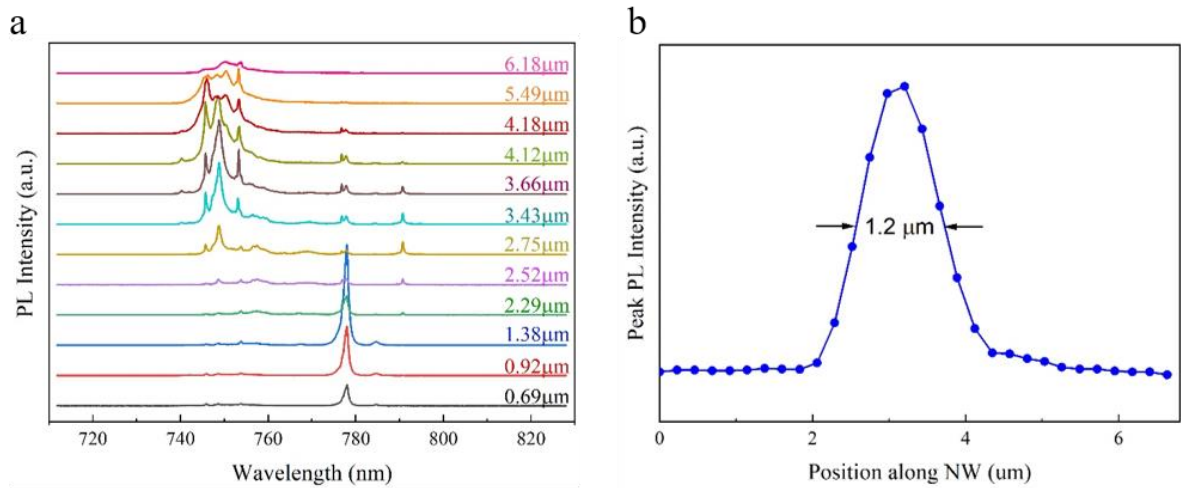 a
PL Intensity (a.u.)
6.18μm
5.49μm
4.18μm
4.12μm
3.66μm
3.43μm
2.75μm
2.52μm
2.29μm
1.38μm
0.92μm
0.69μm
720 740 760 780 800 820
Wavelength (nm)
b
Peak PL Intensity (a.u.)
1.2 μm
0 2 4 6
Position along NW (um)